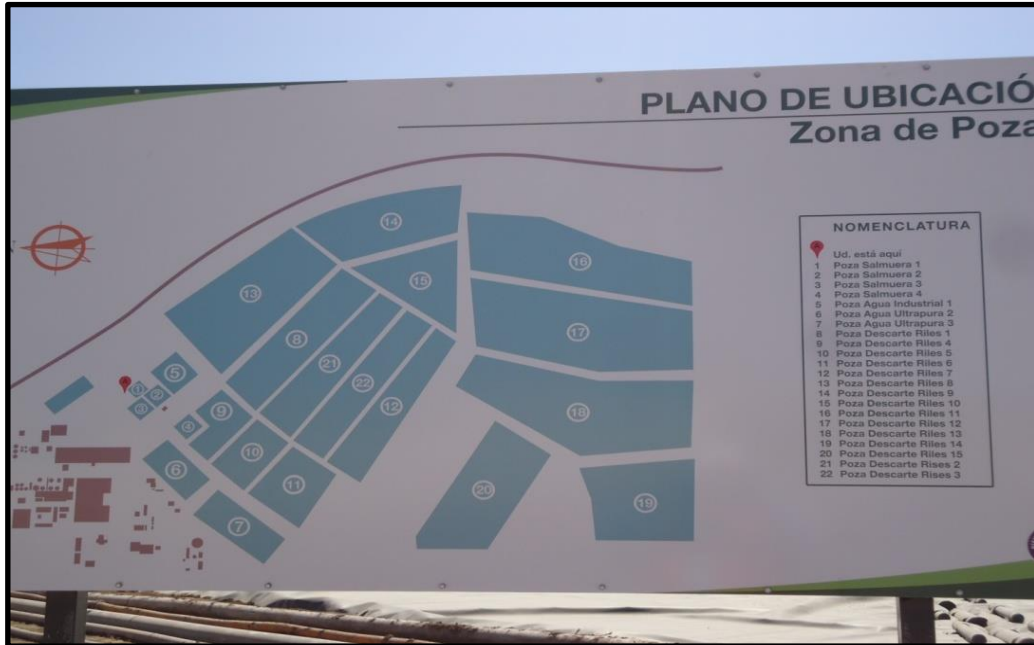 PLANO DE UBICACIÓ
Zona de Poza
NOMENCLATURA
A Ud. está aquí
1 Poza Salmuera 1
2 Poza Salmuera 2
3 Poza Salmuera 3
4 Poza Salmuera 4
5 Poza Agua Industrial 1
6 Poza Agua Ultrapura 2
7 Poza Agua Ultrapura 3
8 Poza Descarte Riles 1
9 Poza Descarte Riles 4
10 Poza Descarte Riles 5
11 Poza Descarte Riles 6
12 Poza Descarte Riles 7
13 Poza Descarte Riles 8
14 Poza Descarte Riles 9
15 Poza Descarte Riles 10
16 Poza Descarte Riles 11
17 Poza Descarte Riles 12
18 Poza Descarte Riles 13
19 Poza Descarte Riles 14
20 Poza Descarte Riles 15
21 Poza Descarte Rises 2
22 Poza Descarte Rises 3
14
15
16
13
8
17
21
22
12
5
A
1
2
3
4
9
18
10
6
11
20
19
7